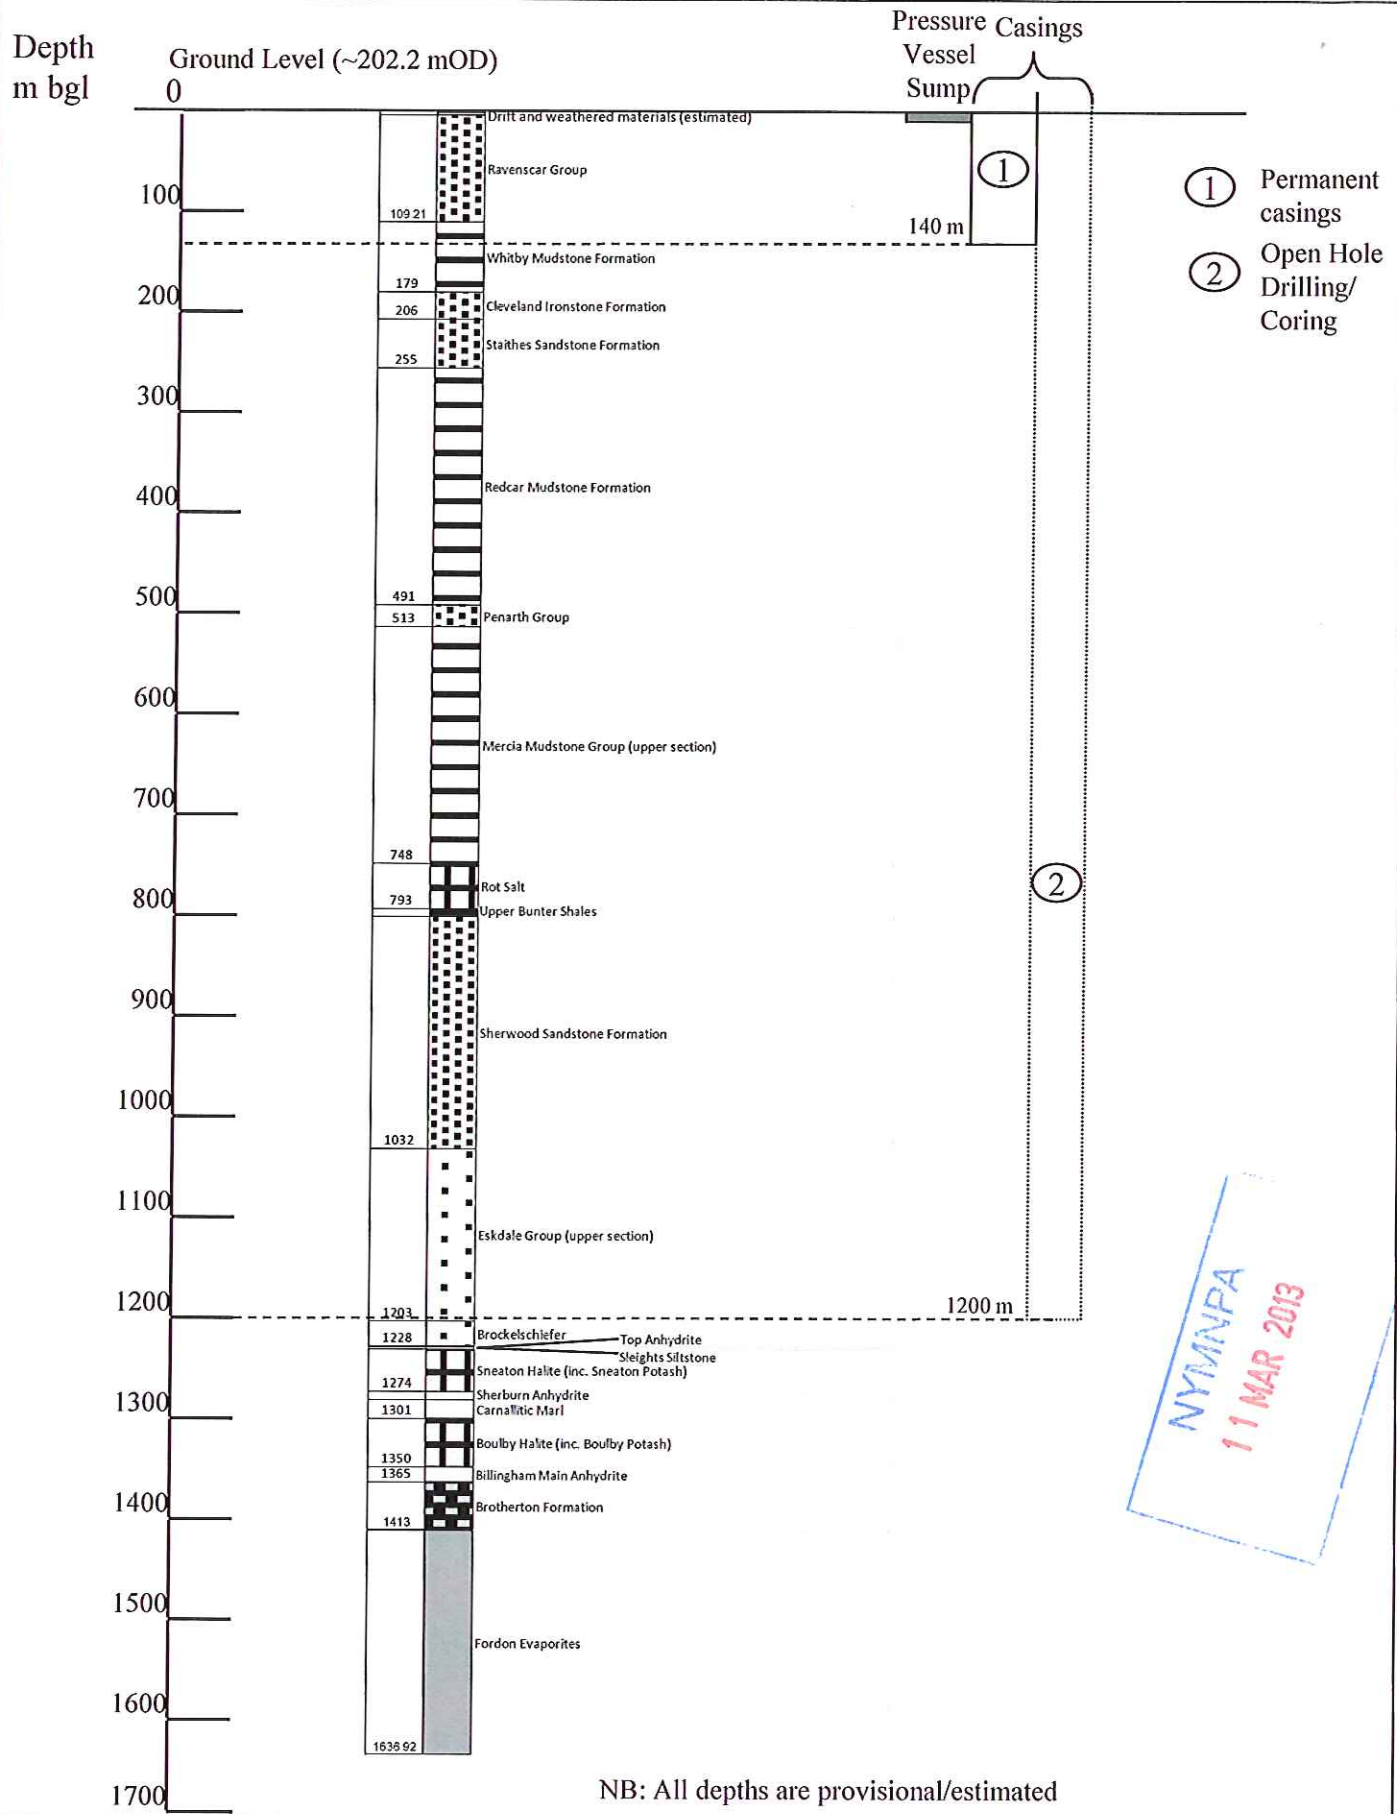 Depth
m bgl
Ground Level (~202.2 mOD)
0
Pressure
Vessel
Sump
Casings
Drift and weathered materials (estimated)
Ravenscar Group
1
1
Permanent
casings
100
109 21
140 m
2
Open Hole
Drilling/
Coring
Whitby Mudstone Formation
179
200
206
Cleveland Ironstone Formation
Staithes Sandstone Formation
255
300
Redcar Mudstone Formation
400
491
500
513
Penarth Group
600
Mercia Mudstone Group (upper section)
700
748
Rot Salt
2
793
800
Upper Bunter Shales
900
Sherwood Sandstone Formation
1000
1032
1100
Eskdale Group (upper section)
1200
1203
1200 m
1228
Brockelschiefer
Top Anhydrite
Sleights Siltstone
Sneaton Halite (inc. Sneaton Potash)
1274
Sherburn Anhydrite
1300
1301
Carnallitic Marl
Boulby Halite (inc. Boulby Potash)
1350
1365
Billingham Main Anhydrite
1400
Brotherton Formation
1413
1500
Fordon Evaporites
1600
1636 92
1700
NB: All depths are provisional/estimated
NYMNPA
11 MAR 2013